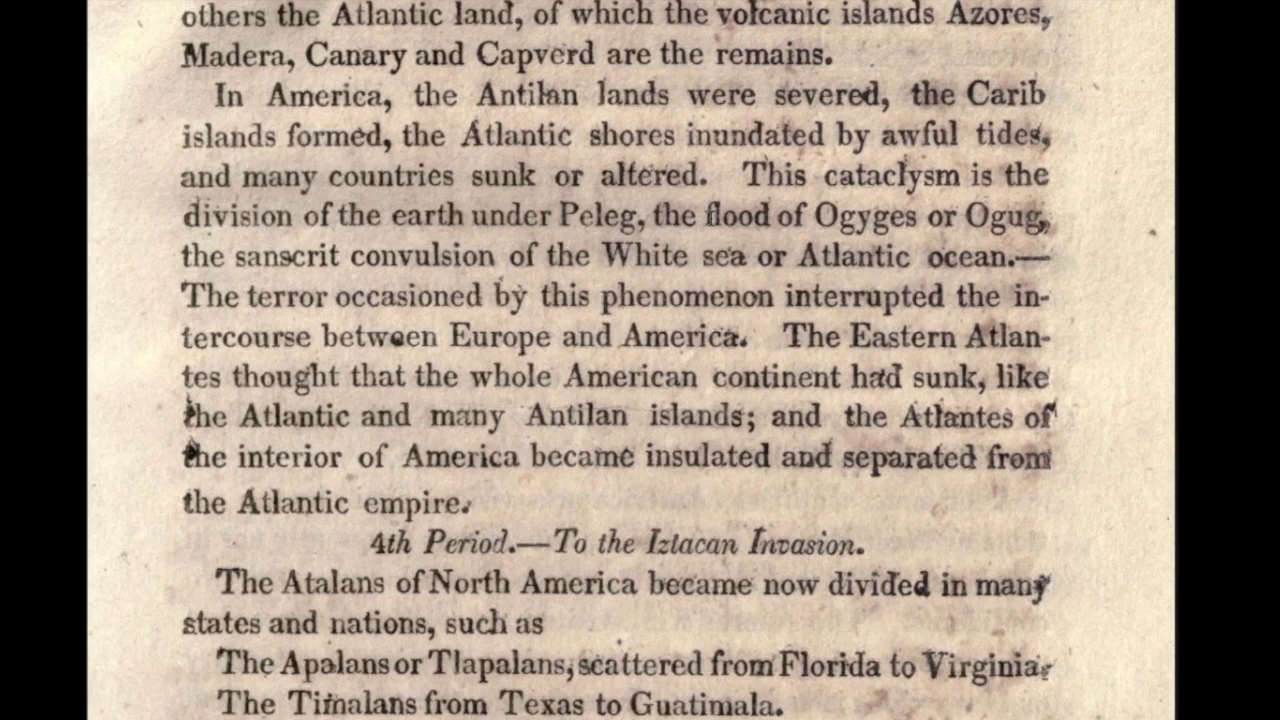 others the Atlantic land, of which the volcanic islands Azores,
Madera, Canary and Capverd are the remains.
In America, the Antilan lands were severed, the Carib
islands formed, the Atlantic shores inundated by awful tides,
and many countries sunk or altered. This cataclysm is the
division of the earth under Peleg, the flood of Ogyges or Ogug,
the sanscrit convulsion of the White sea or Atlantic ocean.—
The terror occasioned by this phenomenon interrupted the in-
tercourse between Europe and America. The Eastern Atlan-
tes thought that the whole American continent had sunk, like
the Atlantic and many Antilan islands; and the Atlantes of
the interior of America became insulated and separated from
the Atlantic empire.
4th Period.—To the Iztacan Invasion.
The Atalans of North America became now divided in many
states and nations, such as
The Apalans or Tlapalans, scattered from Florida to Virginia.
The Timalans from Texas to Guatimala.